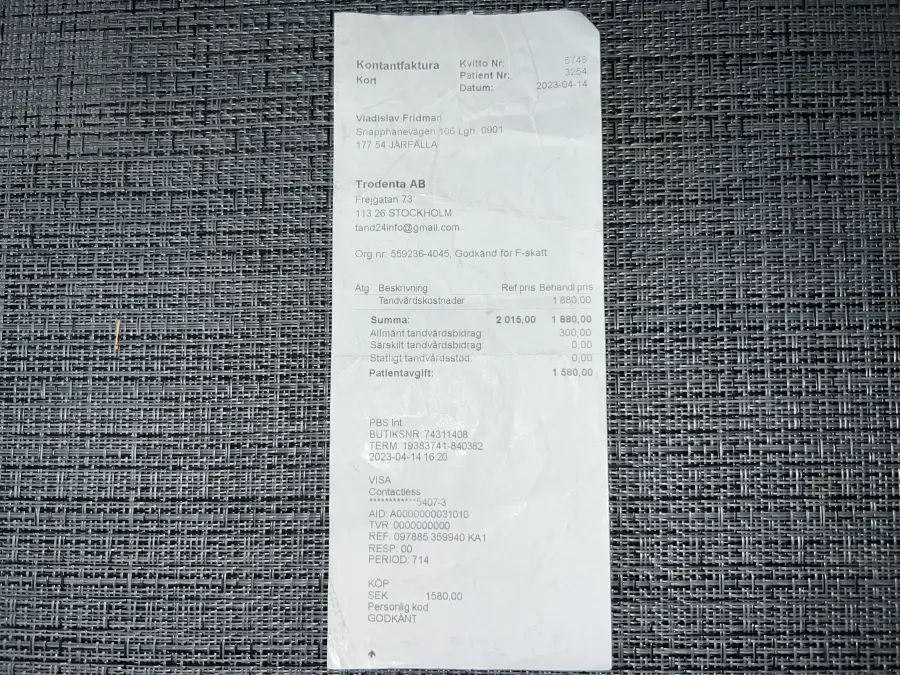 Kontantfaktura
Kort
Kvitto Nr: 6746
Patient Nr: 3254
Datum: 2023-04-14
Vladislav Fridman
Snapphanevägen 106 Lgh. 0901
177 54 JÄRFÄLLA
Trodenta AB
Frejgatan 73
113 26 STOCKHOLM
tand24info@gmail.com
Org.nr: 559236-4045, Godkänd för F-skatt
Atg Beskrivning Ref pris Behandl pris
Tandvårdskostnader 1 880,00
Summa: 2 015,00 1 880,00
Allmänt tandvårdsbidrag: 300,00
Särskilt tandvårdsbidrag: 0,00
Statligt tandvårdsstöd: 0,00
Patientavgift: 1 580,00
PBS Int
BUTIKSNR: 74311408
TERM: 19383741-840382
2023-04-14 16:20
VISA
Contactless
************5407-3
AID: A0000000031010
TVR: 0000000000
REF: 097885 359940 KA1
RESP: 00
PERIOD: 714
KÖP
SEK 1580,00
Personlig kod
GODKÄNT